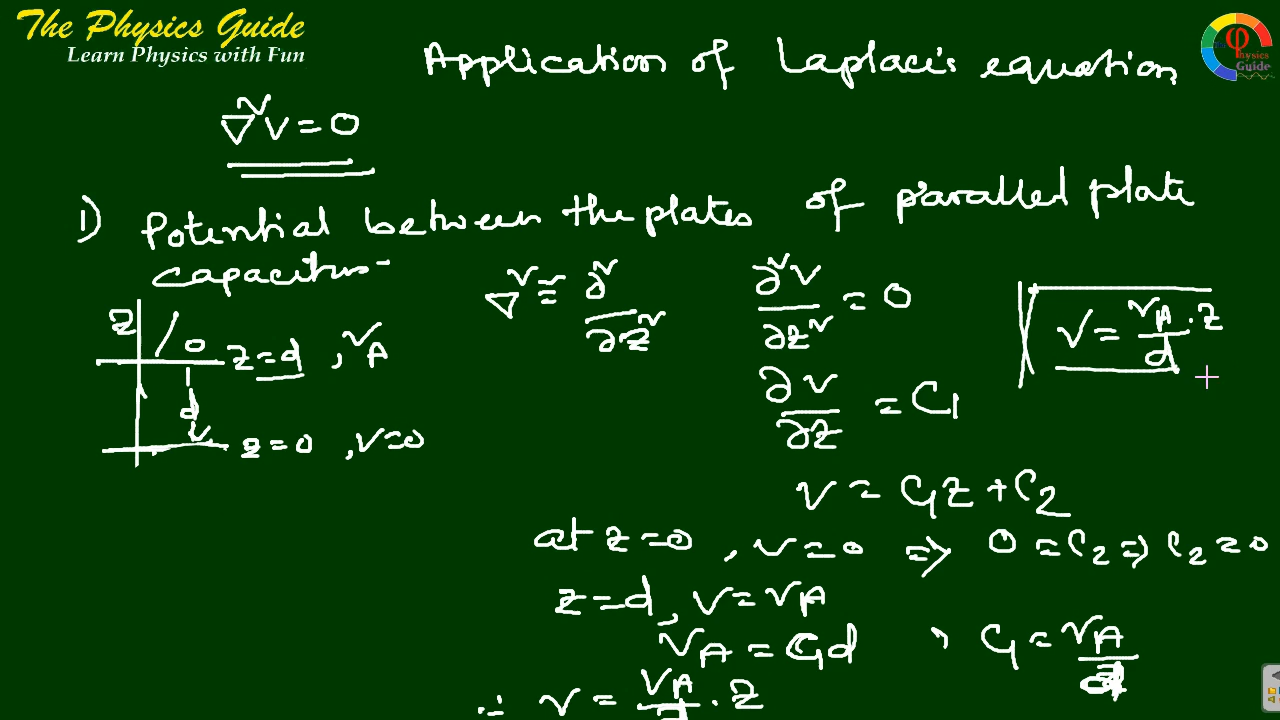 The Physics Guide
Learn Physics with Fun
Physics
Guide
Application of Laplace's equation
∇²V = 0
1) Potential between the plates of parallel plate
capacitor -
∇² ≡ ∂²/∂z²
∂²V/∂z² = 0
V = V_A/d . z
z
z = d , V_A
d
z = 0 , V = 0
∂V/∂z = C₁
V = C₁z + C₂
at z = 0 , V = 0 ⇒ 0 = C₂ ⇒ C₂ = 0
z = d , V = V_A
V_A = C₁d , C₁ = V_A/d
∴ V = V_A/d . z